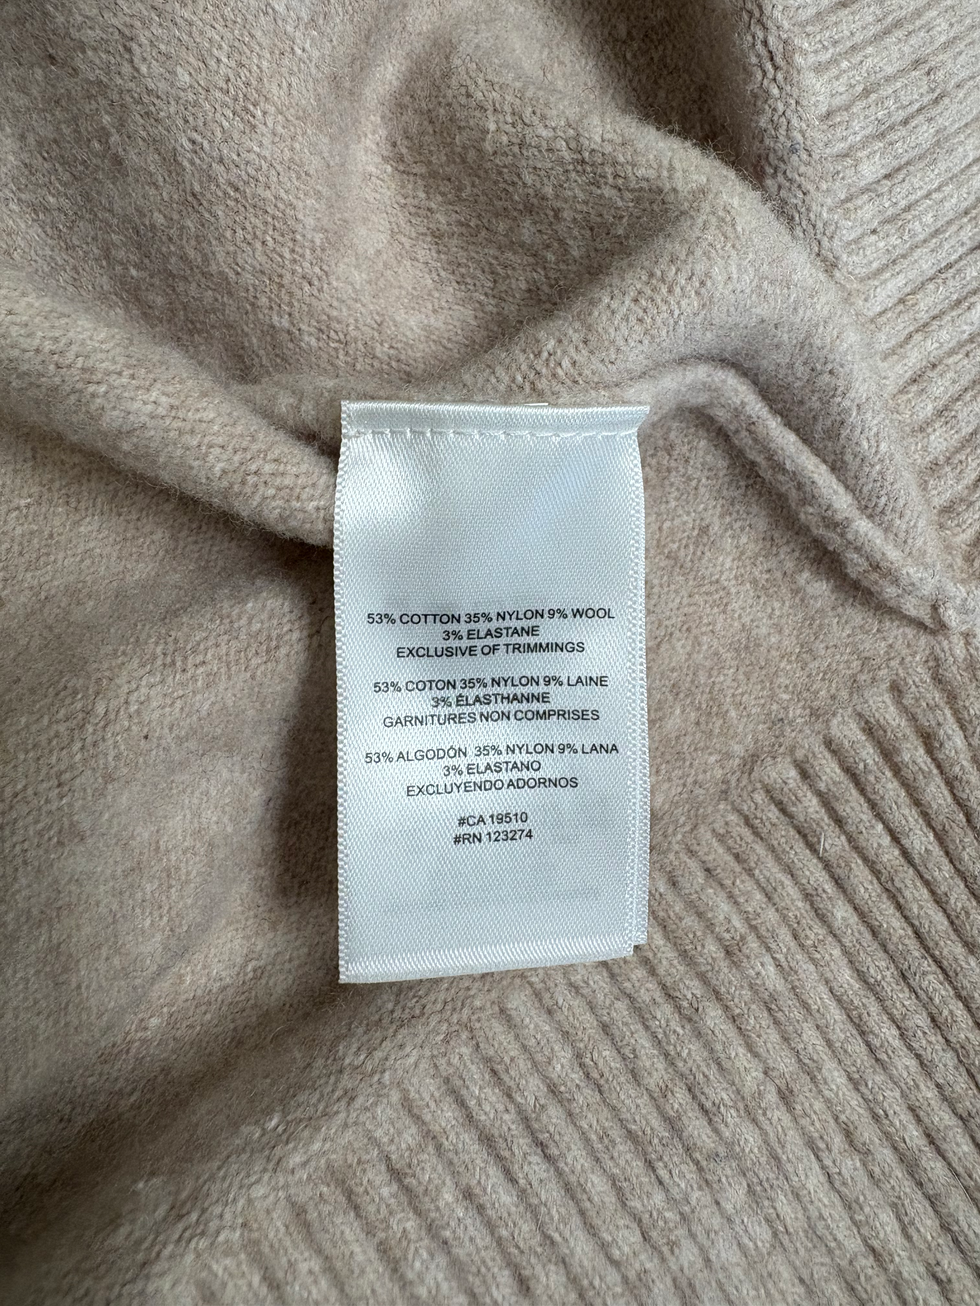 53% COTTON 35% NYLON 9% WOOL
3% ELASTANE
EXCLUSIVE OF TRIMMINGS
53% COTON 35% NYLON 9% LAINE
3% ÉLASTHANNE
GARNITURES NON COMPRISES
53% ALGODÓN 35% NYLON 9% LANA
3% ELASTANO
EXCLUYENDO ADORNOS
#CA 19510
#RN 123274